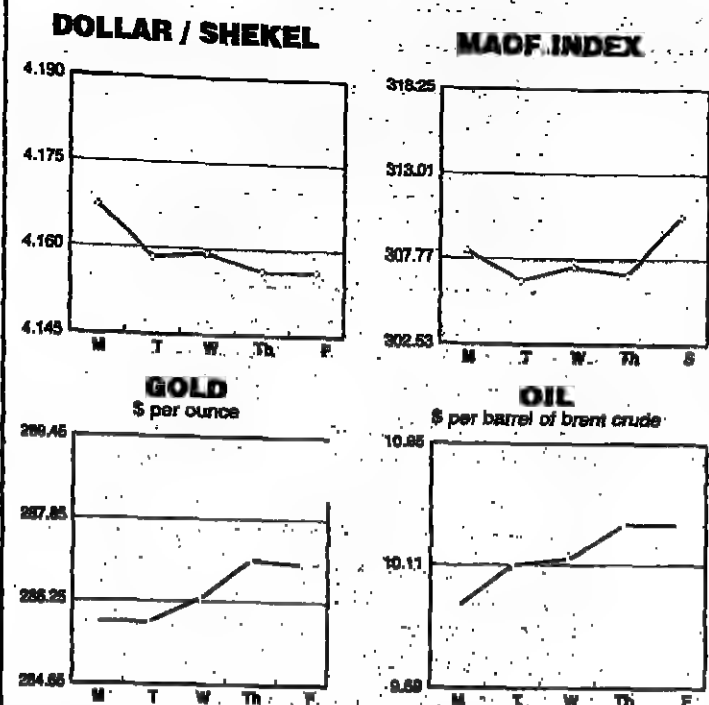 DOLLAR / SHEKEL
4.190
4.175
4.160
4.145
M T W Th F
MAOF INDEX
318.25
313.01
307.77
302.53
M T W Th S
GOLD
$ per ounce
289.45
287.85
286.25
284.65
M T W Th F
OIL
$ per barrel of brent crude
10.11
M T W Th F